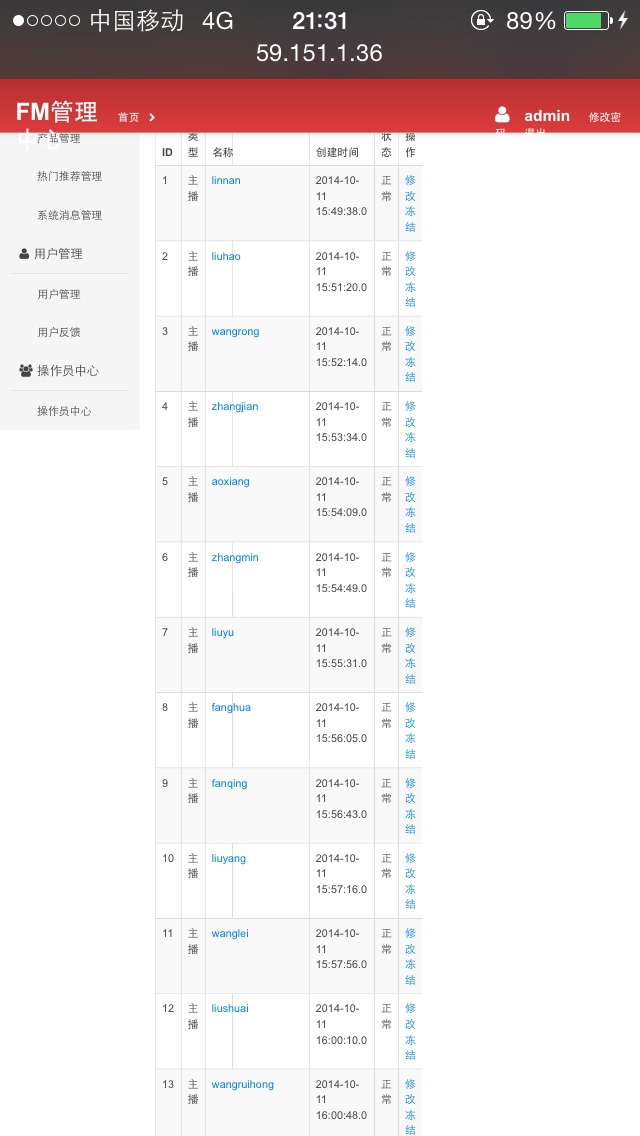 中国移动 4G 21:31 89%
59.151.1.36
FM管理
中心
首页
admin 修改密
码 退出
产品管理
热门推荐管理
系统消息管理
用户管理
用户管理
用户反馈
操作员中心
操作员中心
ID 类型 名称 创建时间 状态 操作
1 主播 linnan 2014-10-11 15:49:38.0 正常 修改冻结
2 主播 liuhao 2014-10-11 15:51:20.0 正常 修改冻结
3 主播 wangrong 2014-10-11 15:52:14.0 正常 修改冻结
4 主播 zhangjian 2014-10-11 15:53:34.0 正常 修改冻结
5 主播 aoxiang 2014-10-11 15:54:09.0 正常 修改冻结
6 主播 zhangmin 2014-10-11 15:54:49.0 正常 修改冻结
7 主播 liuyu 2014-10-11 15:55:31.0 正常 修改冻结
8 主播 fanghua 2014-10-11 15:56:05.0 正常 修改冻结
9 主播 fanqing 2014-10-11 15:56:43.0 正常 修改冻结
10 主播 liuyang 2014-10-11 15:57:16.0 正常 修改冻结
11 主播 wanglei 2014-10-11 15:57:56.0 正常 修改冻结
12 主播 liushuai 2014-10-11 16:00:10.0 正常 修改冻结
13 主播 wangruihong 2014-10-11 16:00:48.0 正常 修改冻结